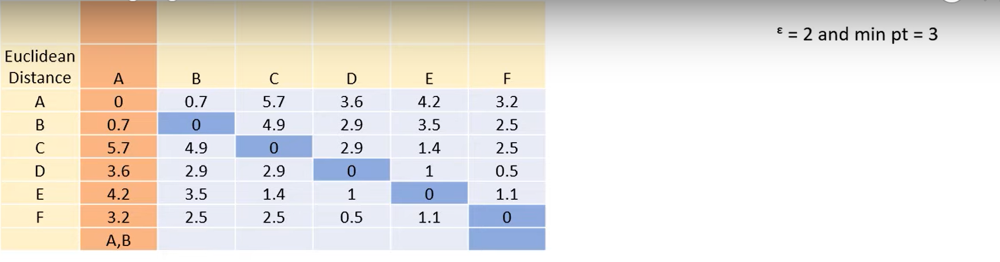 ε = 2 and min pt = 3
Euclidean
Distance A B C D E F
A 0 0.7 5.7 3.6 4.2 3.2
B 0.7 0 4.9 2.9 3.5 2.5
C 5.7 4.9 0 2.9 1.4 2.5
D 3.6 2.9 2.9 0 1 0.5
E 4.2 3.5 1.4 1 0 1.1
F 3.2 2.5 2.5 0.5 1.1 0
A,B